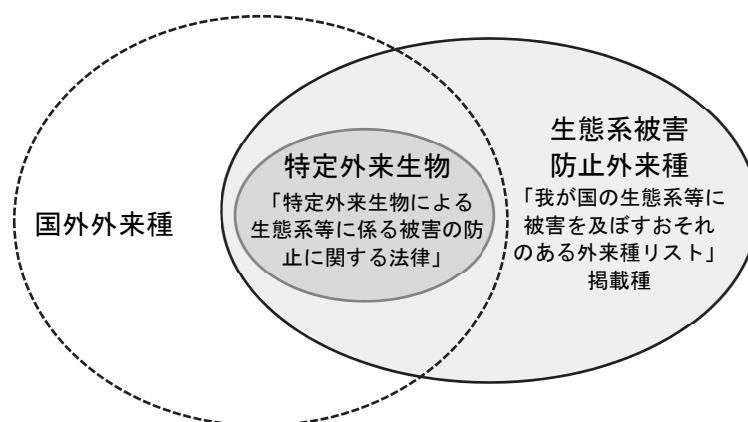 国外外来種
特定外来生物
「特定外来生物による
生態系等に係る被害の防
止に関する法律」
生態系被害
防止外来種
「我が国の生態系等に
被害を及ぼすおそれ
のある外来種リスト」
掲載種